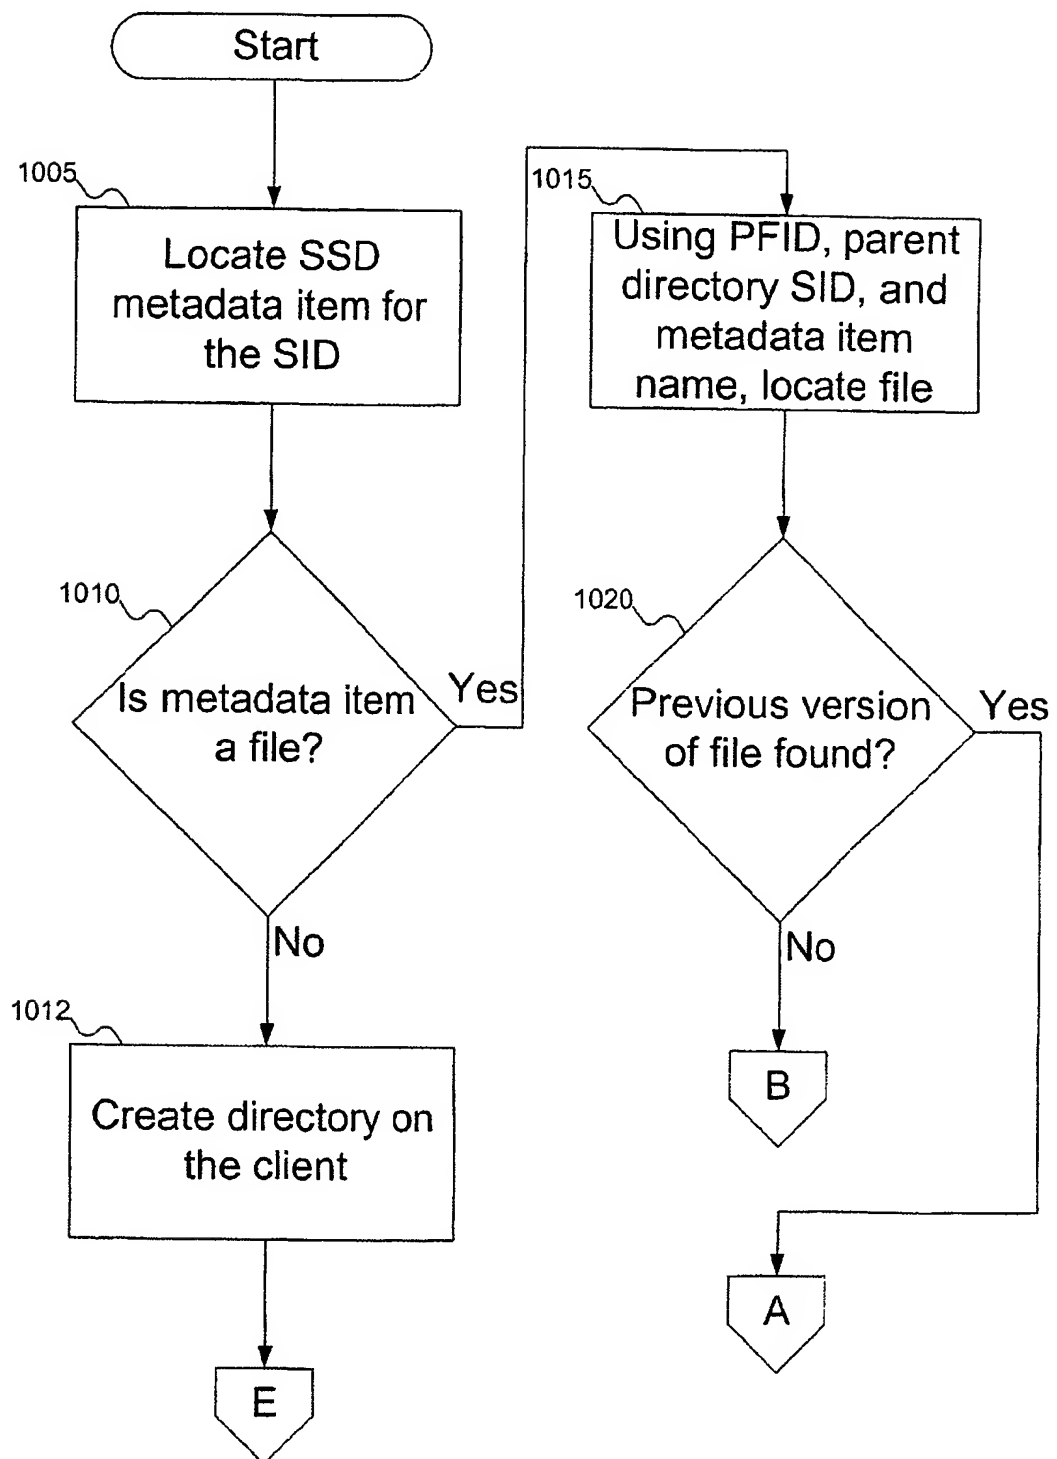 Start
1005
Locate SSD
metadata item for
the SID
1010
Is metadata item
a file?
Yes
No
1012
Create directory on
the client
E
1015
Using PFID, parent
directory SID, and
metadata item
name, locate file
1020
Previous version
of file found?
Yes
No
B
A